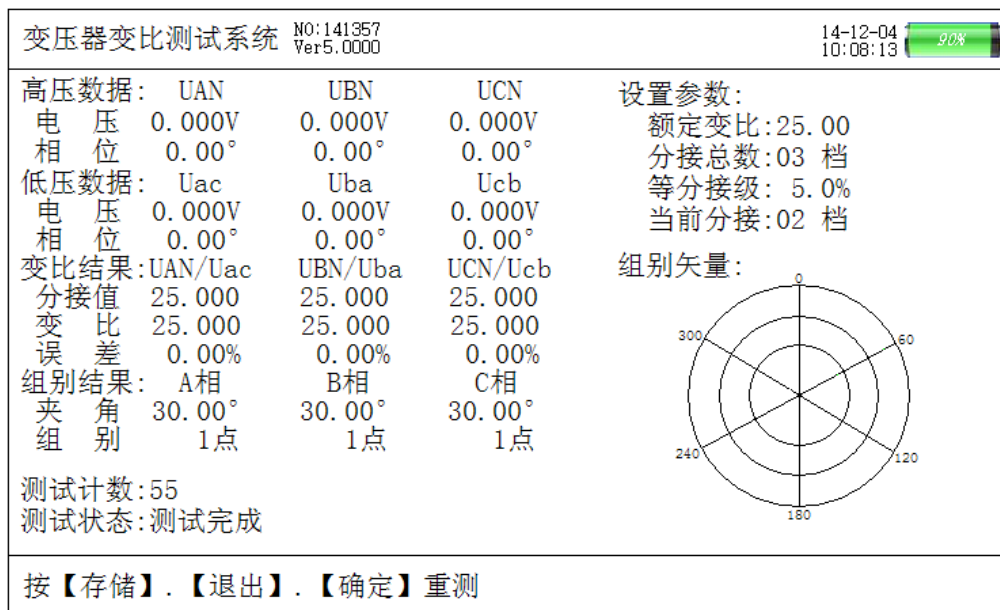 变压器变比测试系统 NO:141357
Ver5.0000
14-12-04
10:08:13
90%
高压数据: UAN UBN UCN
电 压 0.000V 0.000V 0.000V
相 位 0.00° 0.00° 0.00°
低压数据: Uac Uba Ucb
电 压 0.000V 0.000V 0.000V
相 位 0.00° 0.00° 0.00°
变比结果:UAN/Uac UBN/Uba UCN/Ucb
分接值 25.000 25.000 25.000
变 比 25.000 25.000 25.000
误 差 0.00% 0.00% 0.00%
组别结果: A相 B相 C相
夹 角 30.00° 30.00° 30.00°
组 别 1点 1点 1点
测试计数:55
测试状态:测试完成
设置参数:
额定变比:25.00
分接总数:03 档
等分接级: 5.0%
当前分接:02 档
组别矢量:
0
300 60
240 120
180
按【存储】.【退出】.【确定】重测